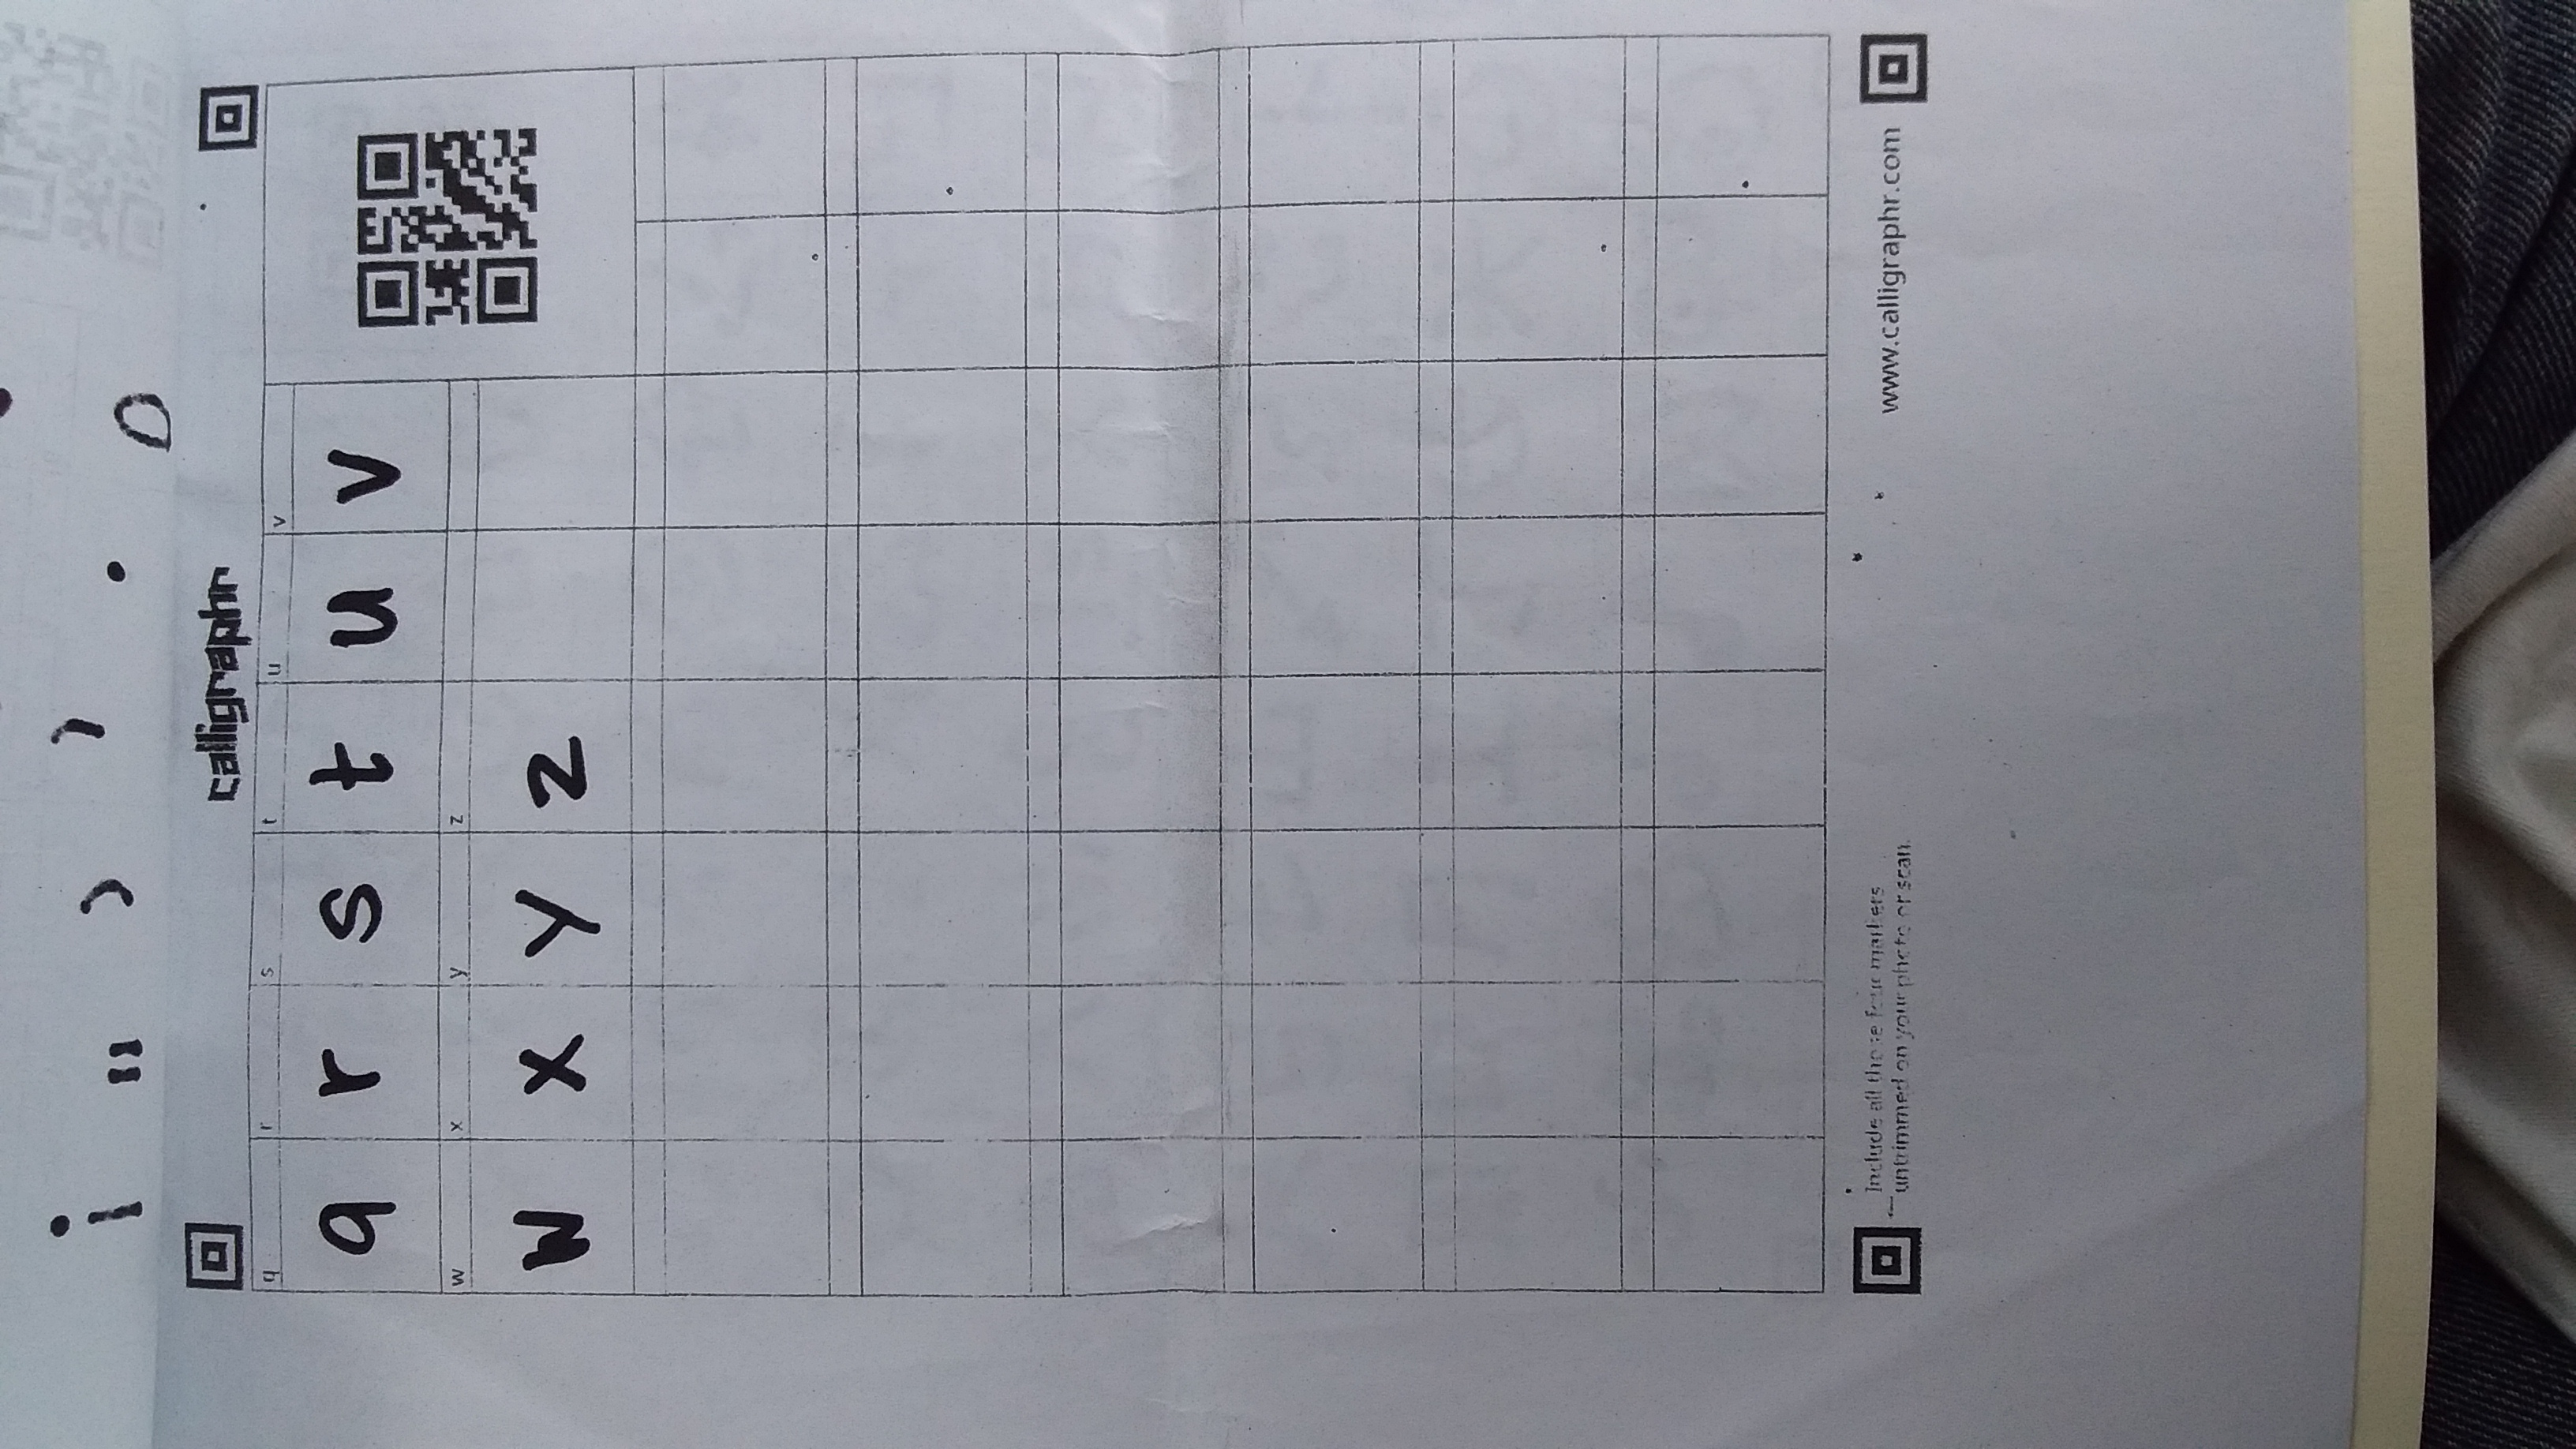 i " , ' . 0
calligraphr
q r s t u v
q r s t u v
w x y z
w x y z
Include all these four markers
← untrimmed on your photo or scan.
www.calligraphr.com